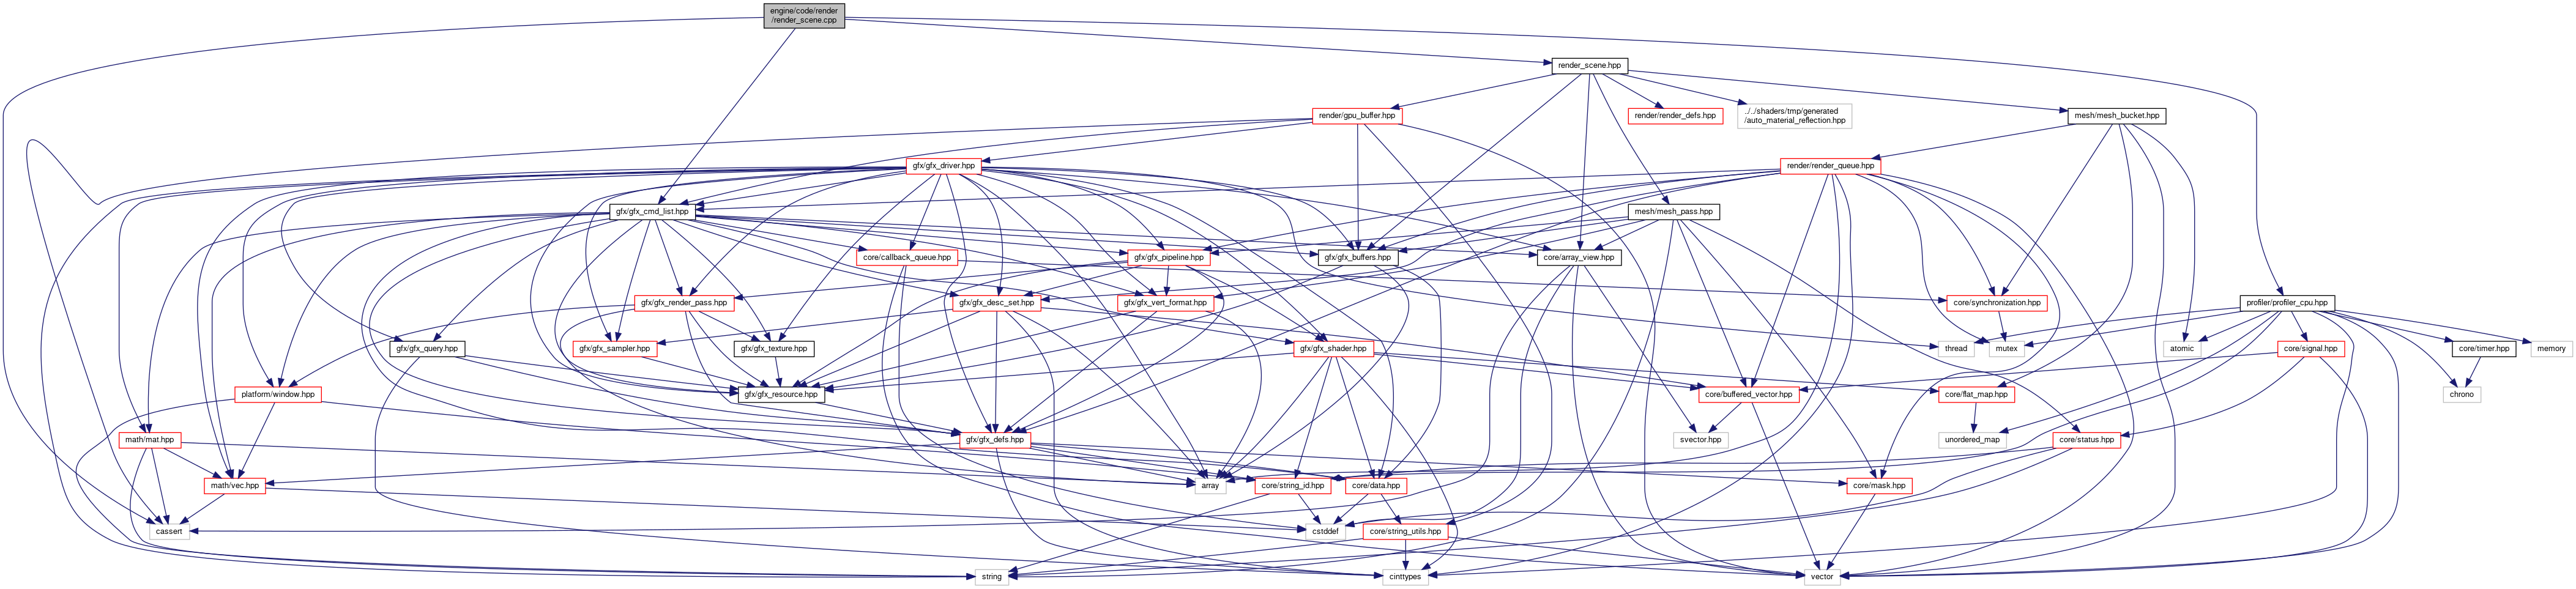 engine/code/render
/render_scene.cpp
render_scene.hpp
render/gpu_buffer.hpp
render/render_defs.hpp
./../shaders/tmp/generated
/auto_material_reflection.hpp
mesh/mesh_bucket.hpp
gfx/gfx_driver.hpp
render/render_queue.hpp
gfx/gfx_cmd_list.hpp
mesh/mesh_pass.hpp
core/callback_queue.hpp
gfx/gfx_pipeline.hpp
gfx/gfx_buffers.hpp
core/array_view.hpp
gfx/gfx_render_pass.hpp
gfx/gfx_desc_set.hpp
gfx/gfx_vert_format.hpp
core/synchronization.hpp
profiler/profiler_cpu.hpp
gfx/gfx_query.hpp
gfx/gfx_sampler.hpp
gfx/gfx_texture.hpp
gfx/gfx_shader.hpp
thread
mutex
atomic
core/signal.hpp
core/timer.hpp
memory
platform/window.hpp
gfx/gfx_resource.hpp
core/buffered_vector.hpp
core/flat_map.hpp
chrono
math/mat.hpp
gfx/gfx_defs.hpp
svector.hpp
unordered_map
core/status.hpp
math/vec.hpp
array
core/string_id.hpp
core/data.hpp
core/mask.hpp
cassert
cstddef
core/string_utils.hpp
string
cinttypes
vector